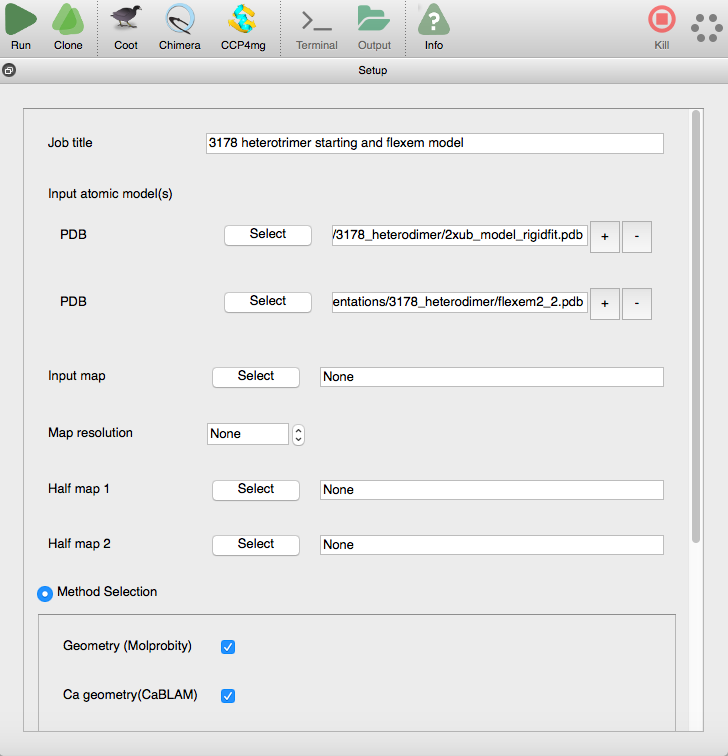 Run Clone Coot Chimera CCP4mg Terminal Output Info Kill
Setup
Job title 3178 heterotrimer starting and flexem model
Input atomic model(s)
PDB Select /3178_heterodimer/2xub_model_rigidfit.pdb + -
PDB Select entations/3178_heterodimer/flexem2_2.pdb + -
Input map Select None
Map resolution None
Half map 1 Select None
Half map 2 Select None
Method Selection
Geometry (Molprobity)
Ca geometry(CaBLAM)